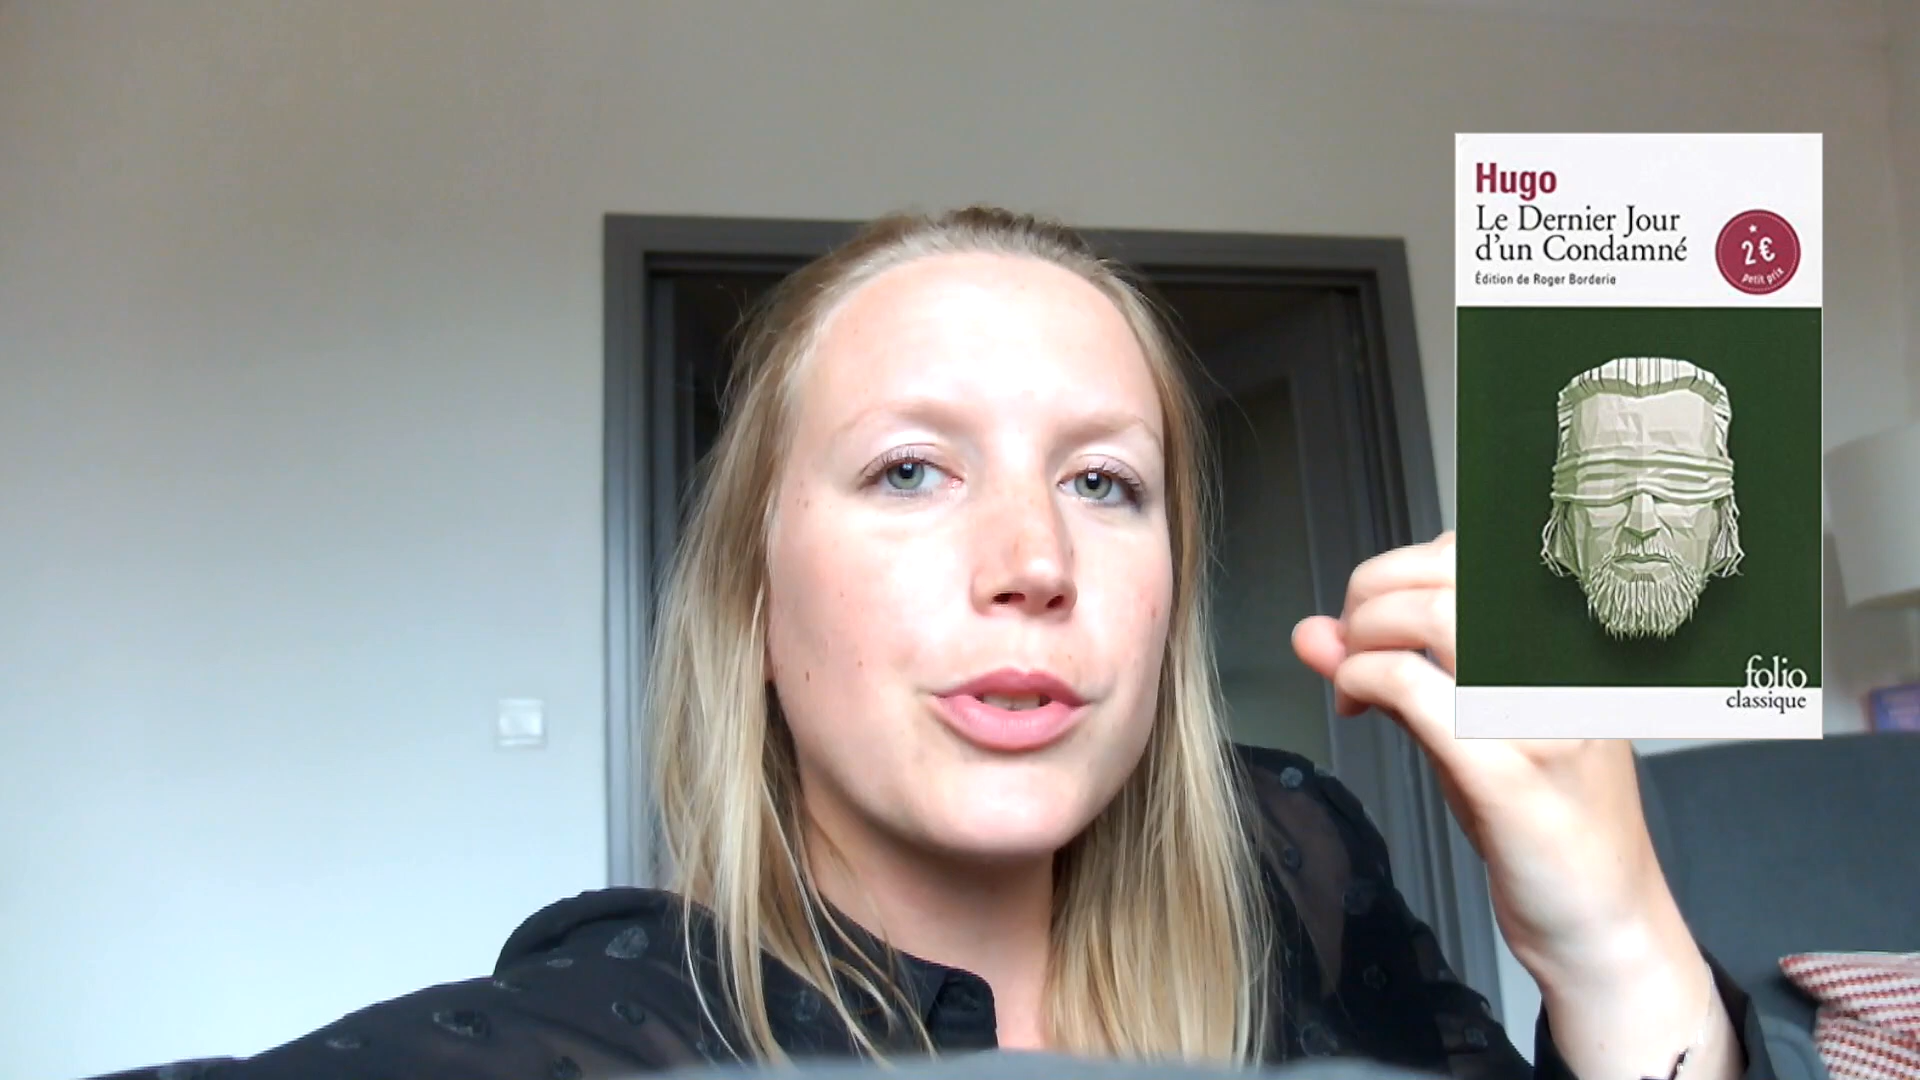 Hugo
Le Dernier Jour
d'un Condamné
Édition de Roger Borderie
2 €
petit prix
folio
classique